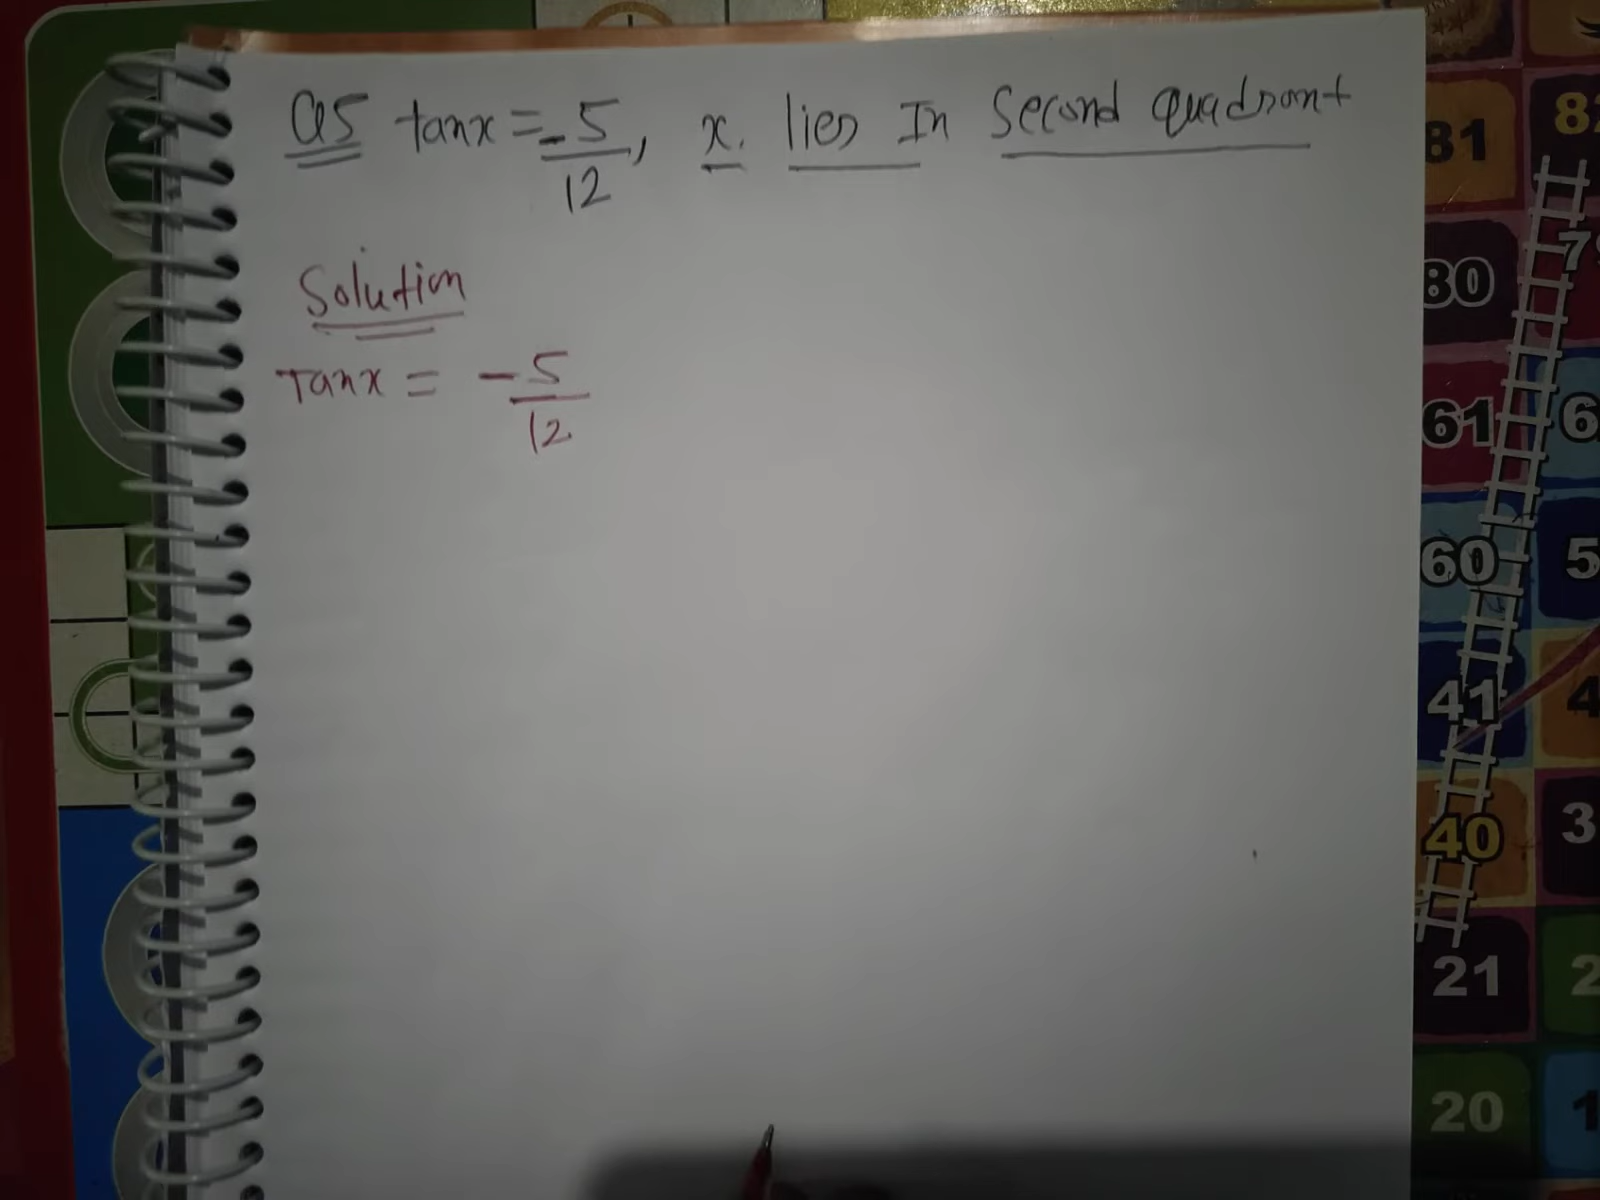 Q5 tanx = -5/12, x. lies In Second quadrant
Solution
Tanx = -5/12
81
80
61
60
41
40
21
20